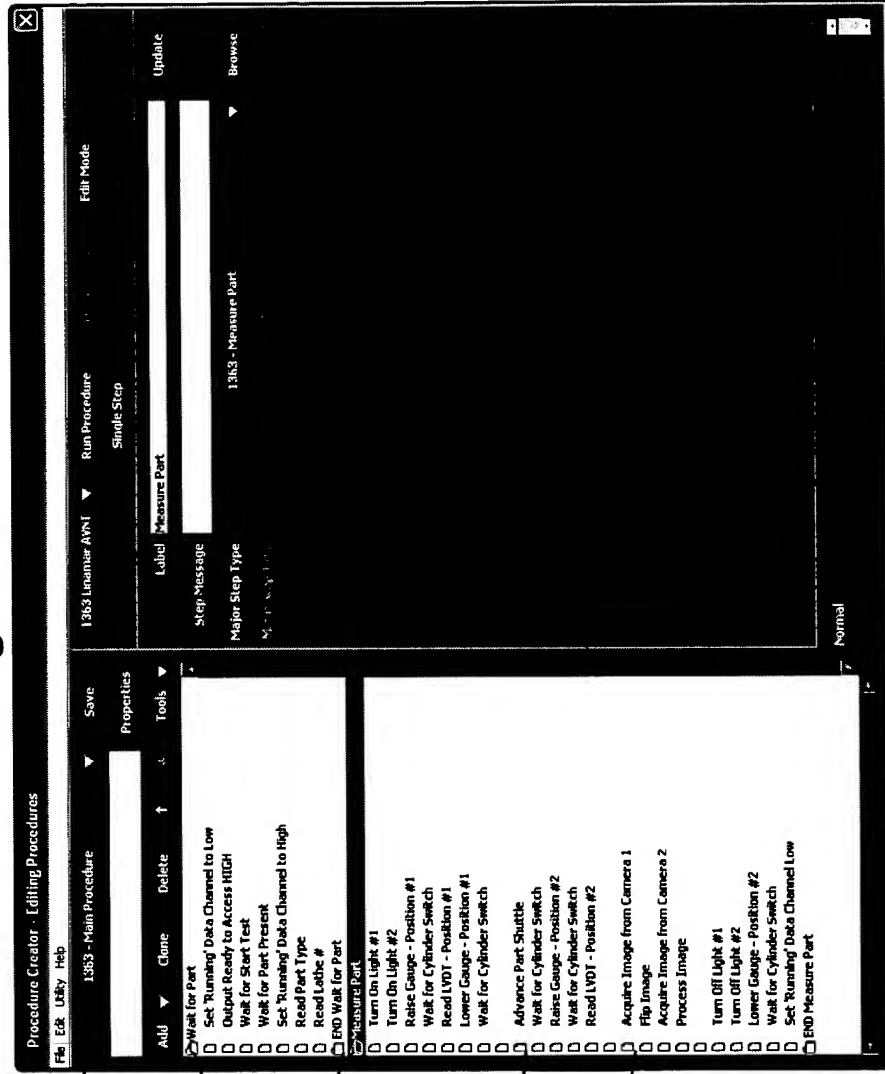 Procedure Creator - Editing Procedures
File Edit Utility Help
1363 - Main Procedure Save
Properties
Add Clone Delete ↑ ↓ Tools
Wait for Part
Set 'Running' Data Channel to Low
Output Ready to Access HIGH
Wait for Start Test
Wait for Part Present
Set 'Running' Data Channel to High
Read Part Type
Read Lathe #
END Wait for Part
Measure Part
Turn On Light #1
Turn On Light #2
Raise Gauge - Position #1
Wait for Cylinder Switch
Read LVDT - Position #1
Lower Gauge - Position #1
Wait for Cylinder Switch
Advance Part Shuttle
Wait for Cylinder Switch
Raise Gauge - Position #2
Wait for Cylinder Switch
Read LVDT - Position #2
Acquire Image from Camera 1
Flip Image
Acquire Image from Camera 2
Process Image
Turn Off Light #1
Turn Off Light #2
Lower Gauge - Position #2
Wait for Cylinder Switch
Set 'Running' Data Channel Low
END Measure Part
1363 Linamar AVNT Run Procedure Edit Mode
Single Step
Label Measure Part Update
Step Message
Major Step Type 1363 - Measure Part Browse
Normal